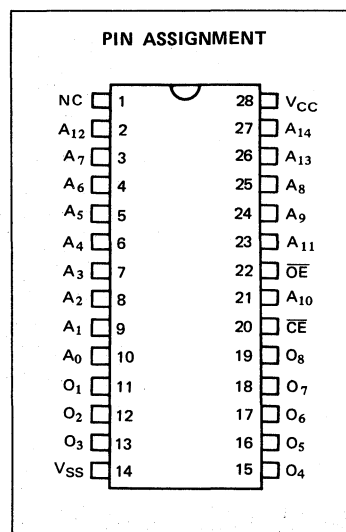 PIN ASSIGNMENT
NC 1 28 VCC
A12 2 27 A14
A7 3 26 A13
A6 4 25 A8
A5 5 24 A9
A4 6 23 A11
A3 7 22 O̅E̅
A2 8 21 A10
A1 9 20 C̅E̅
A0 10 19 O8
O1 11 18 O7
O2 12 17 O6
O3 13 16 O5
VSS 14 15 O4